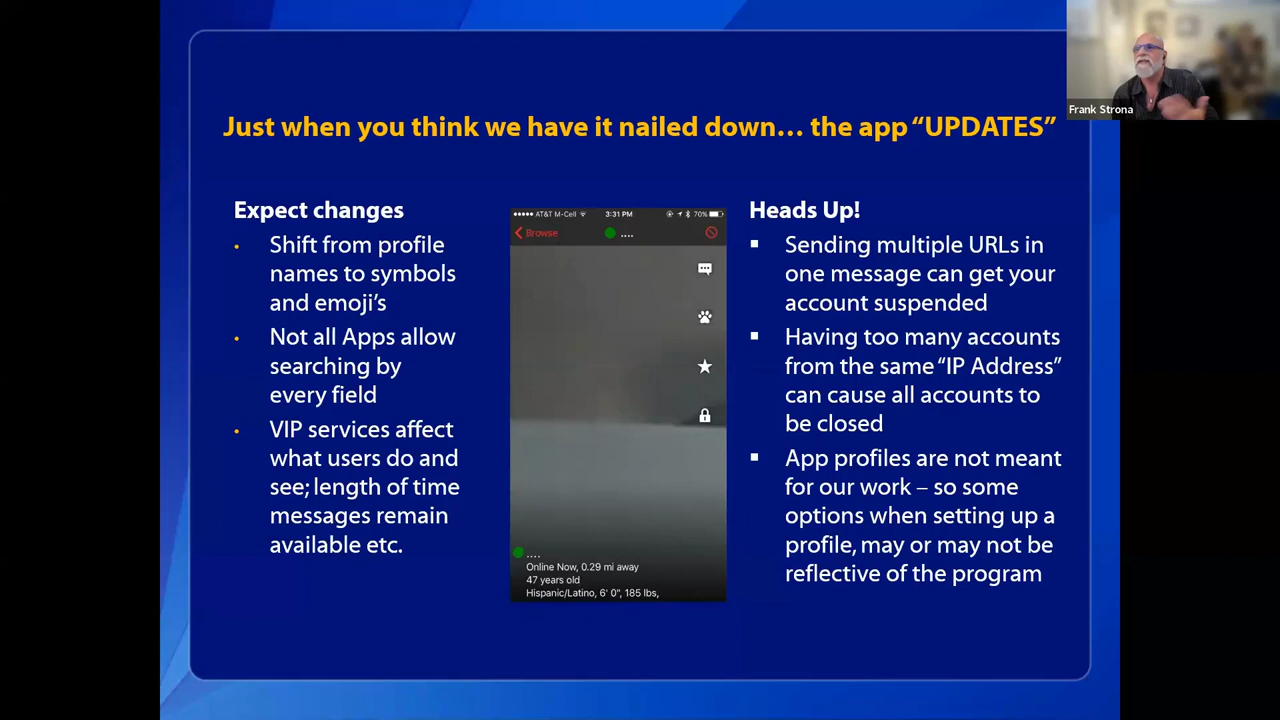 Frank Strona
Just when you think we have it nailed down... the app “UPDATES”
Expect changes
• Shift from profile
names to symbols
and emoji’s
• Not all Apps allow
searching by
every field
• VIP services affect
what users do and
see; length of time
messages remain
available etc.
AT&T M-Cell 3:31 PM 70%
Browse ....
....
Online Now, 0.29 mi away
47 years old
Hispanic/Latino, 6' 0", 185 lbs,
Heads Up!
▪ Sending multiple URLs in
one message can get your
account suspended
▪ Having too many accounts
from the same “IP Address”
can cause all accounts to
be closed
▪ App profiles are not meant
for our work – so some
options when setting up a
profile, may or may not be
reflective of the program